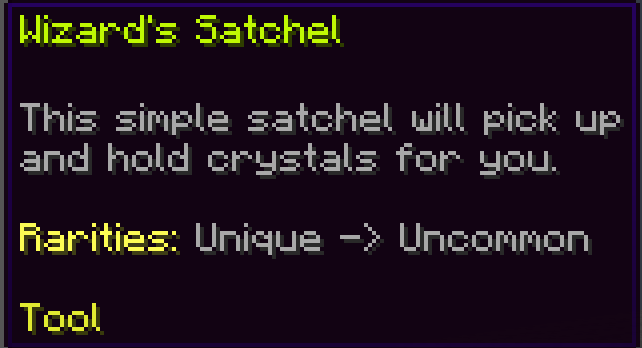 Wizard's Satchel
This simple satchel will pick up
and hold crystals for you.
Rarities: Unique -> Uncommon
Tool